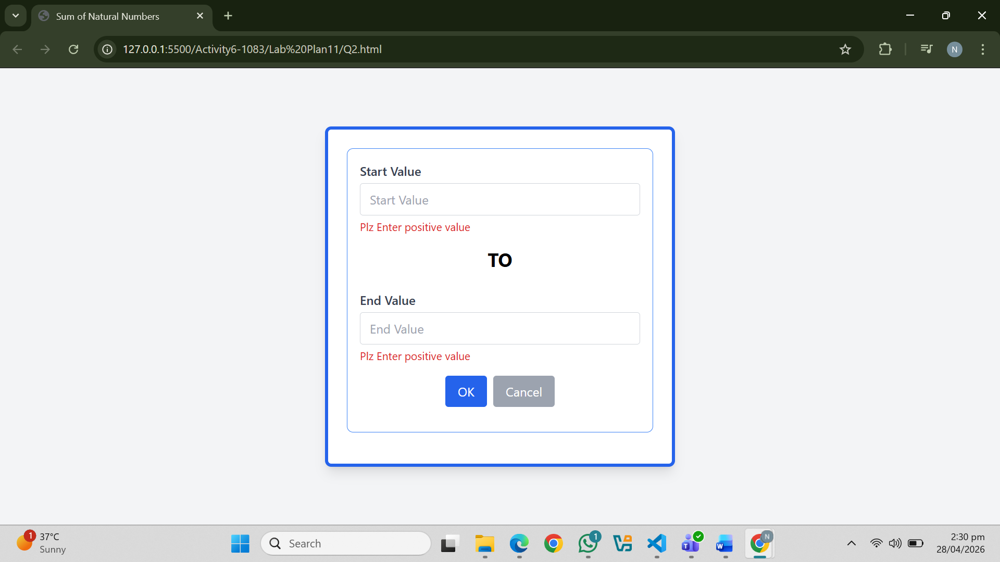 Sum of Natural Numbers
127.0.0.1:5500/Activity6-1083/Lab%20Plan11/Q2.html
N
Start Value
Start Value
Plz Enter positive value
TO
End Value
End Value
Plz Enter positive value
OK Cancel
1
37°C
Sunny
Search
1
T
W
N
2:30 pm
28/04/2026